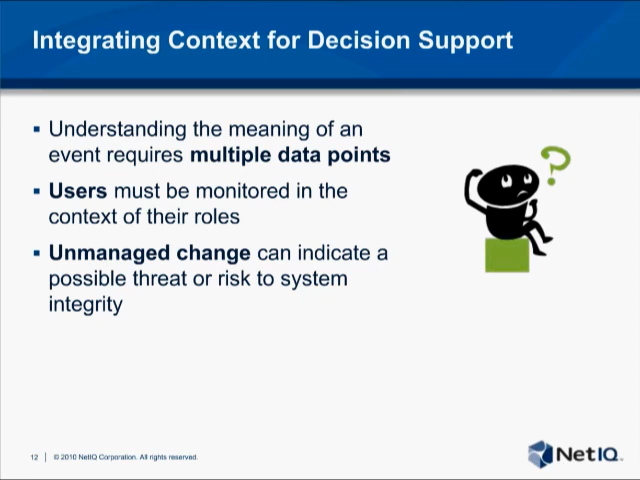 Integrating Context for Decision Support
▪ Understanding the meaning of an
event requires multiple data points
▪ Users must be monitored in the
context of their roles
▪ Unmanaged change can indicate a
possible threat or risk to system
integrity
?
12 | © 2010 NetIQ Corporation. All rights reserved.
NetIQ